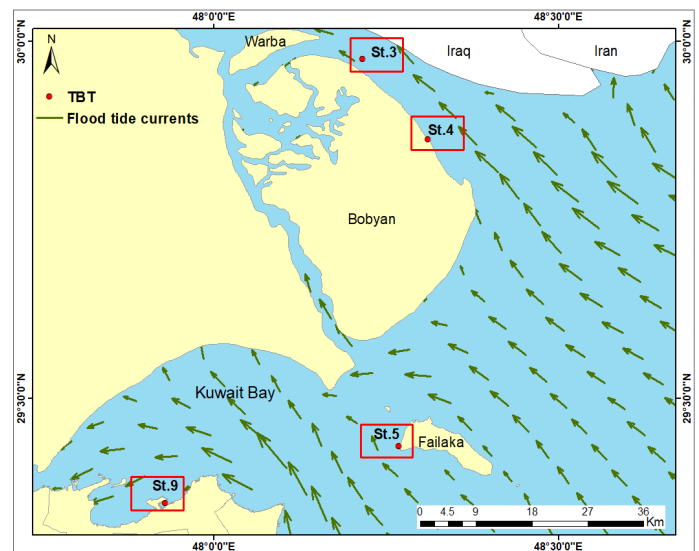 48°0'0"E
48°30'0"E
30°0'0"N
30°0'0"N
Warba
St.3
Iraq
Iran
N
TBT
Flood tide currents
St.4
Bobyan
29°30'0"N
29°30'0"N
Kuwait Bay
St.5
Failaka
St.9
0 4.5 9 18 27 36
Km
48°0'0"E
48°30'0"E